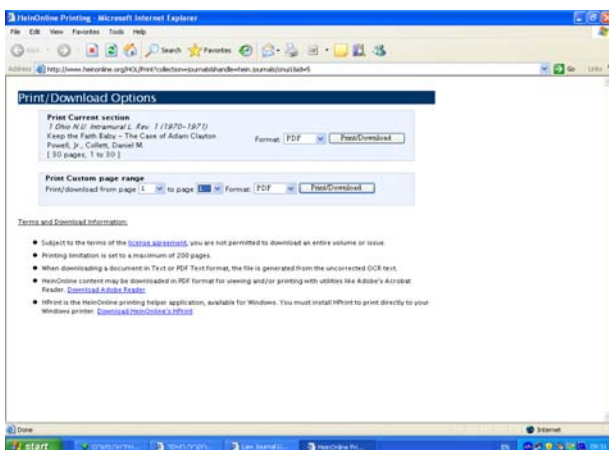 HeinOnline Printing - Microsoft Internet Explorer
File Edit View Favorites Tools Help
Search Favorites
Address Go Links
Print/Download Options
Print Current section
1 Ohio N.U. Intramural L. Rev. 1 (1970-1971)
Keep the Faith Baby - The Case of Adam Clayton
Powell, Jr., Collett, Daniel M.
[ 30 pages, 1 to 30 ]
Format: PDF Print/Download
Print Custom page range
Print/download from page 1 to page 1 Format: PDF Print/Download
Terms and Download Information:
Subject to the terms of the license agreement, you are not permitted to download an entire volume or issue.
Printing limitation is set to a maximum of 200 pages.
When downloading a document in Text or PDF Text format, the file is generated from the uncorrected OCR text.
HeinOnline content may be downloaded in PDF format for viewing and/or printing with utilities like Adobe's Acrobat
Reader. Download Adobe Reader
HPrint is the HeinOnline printing helper application, available for Windows. You must install HPrint to print directly to your
Windows printer. Download HeinOnline's HPrint
Done Internet
start HeinOnline Pri... EN